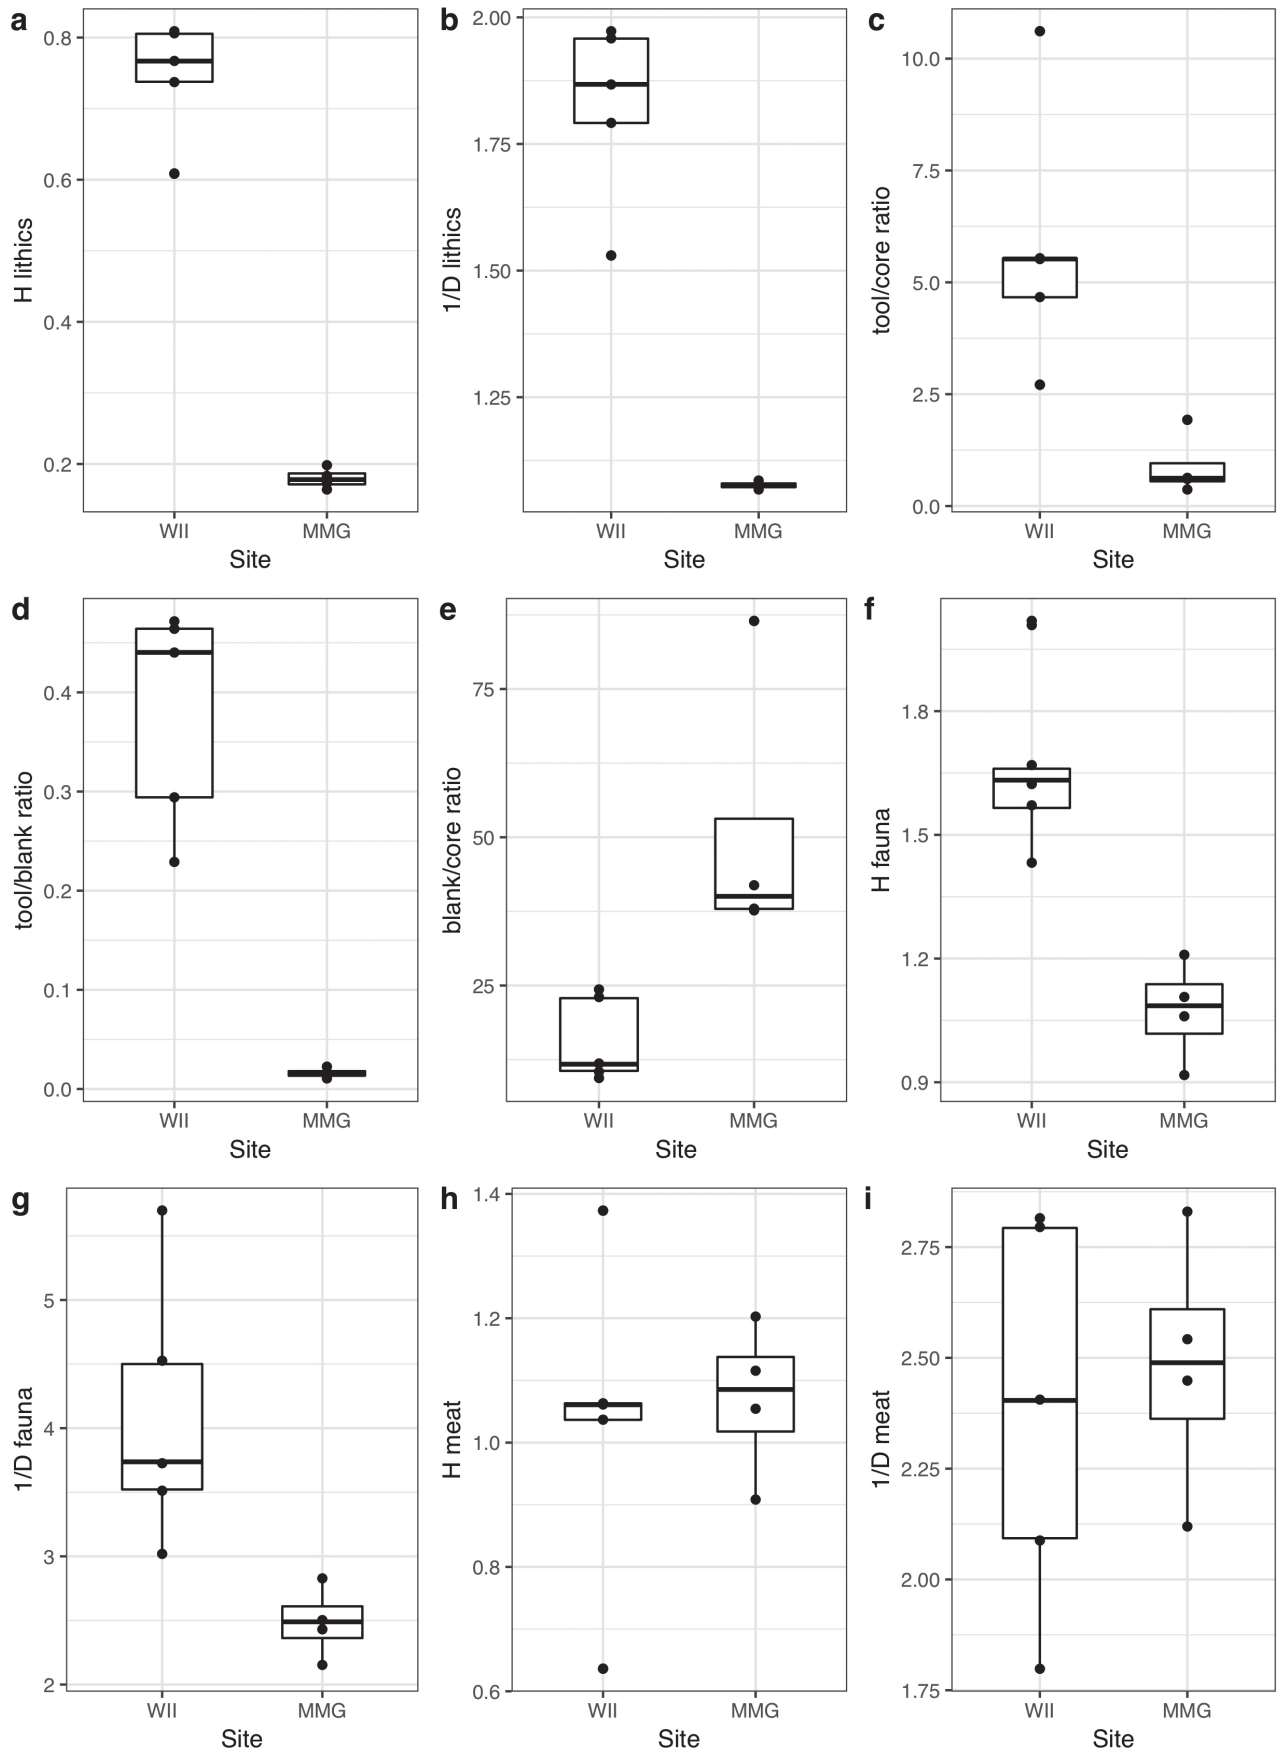 a
H lithics
0.8
0.6
0.4
0.2
WII MMG
Site
b
1/D lithics
2.00
1.75
1.50
1.25
WII MMG
Site
c
tool/core ratio
10.0
7.5
5.0
2.5
0.0
WII MMG
Site
d
tool/blank ratio
0.4
0.3
0.2
0.1
0.0
WII MMG
Site
e
blank/core ratio
75
50
25
WII MMG
Site
f
H fauna
1.8
1.5
1.2
0.9
WII MMG
Site
g
1/D fauna
5
4
3
2
WII MMG
Site
h
H meat
1.4
1.2
1.0
0.8
0.6
WII MMG
Site
i
1/D meat
2.75
2.50
2.25
2.00
1.75
WII MMG
Site